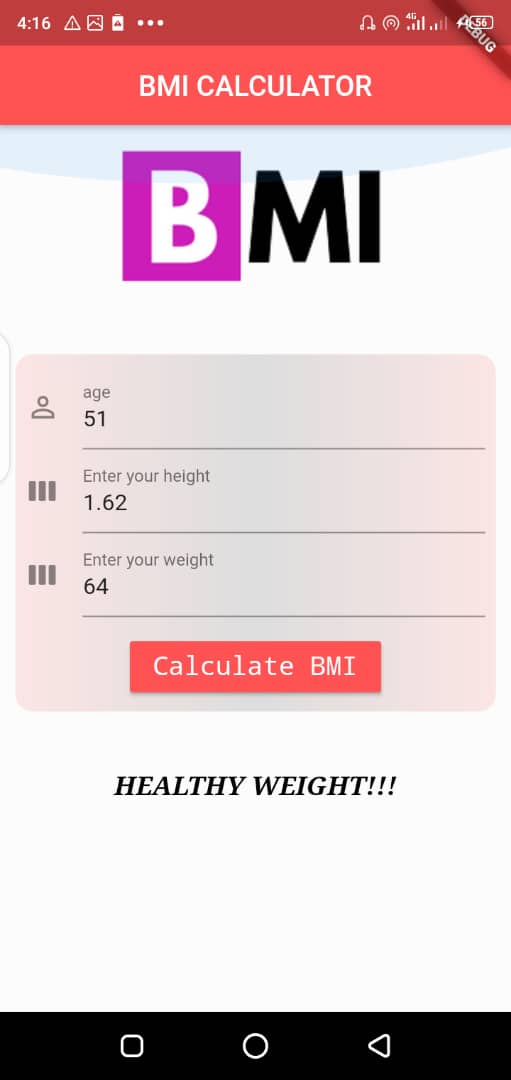 4:16
4G
56
DEBUG
BMI CALCULATOR
BMI
age
51
Enter your height
1.62
Enter your weight
64
Calculate BMI
HEALTHY WEIGHT!!!